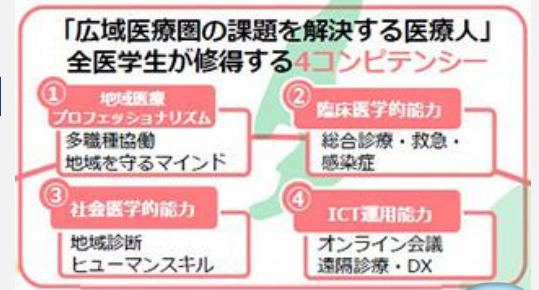 「広域医療圏の課題を解決する医療人」
全医学生が修得する4コンピテンシー
①
地域医療
プロフェッショナリズム
多職種協働
地域を守るマインド
②
臨床医学的能力
総合診療・救急・
感染症
③
社会医学的能力
地域診断
ヒューマンスキル
④
ICT運用能力
オンライン会議
遠隔診療・DX